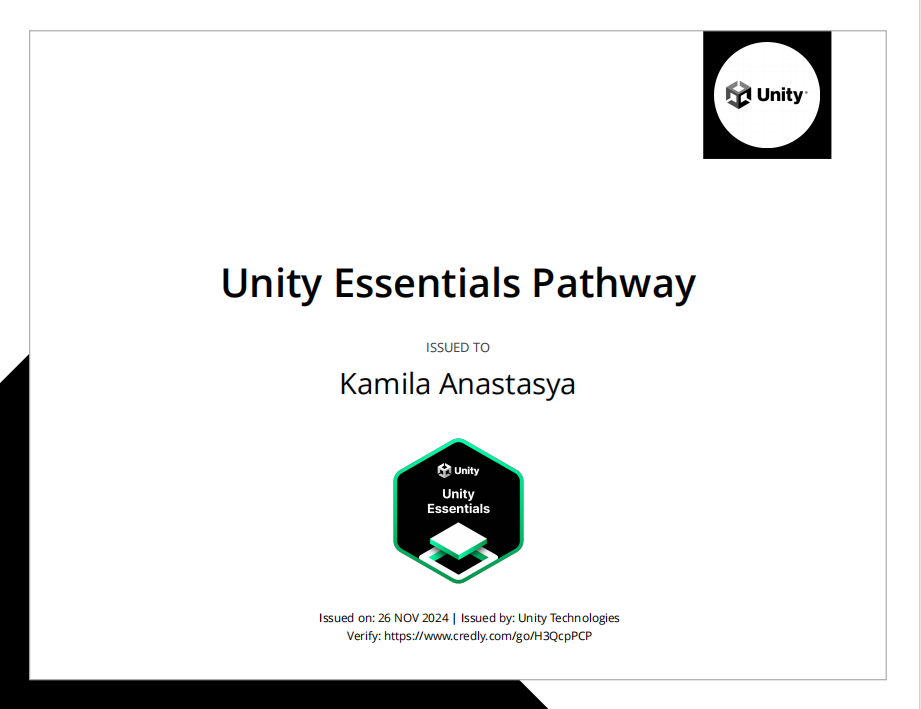 Unity
Unity Essentials Pathway
ISSUED TO
Kamila Anastasya
Unity
Unity
Essentials
Issued on: 26 NOV 2024 | Issued by: Unity Technologies
Verify: https://www.credly.com/go/H3QcpPCP